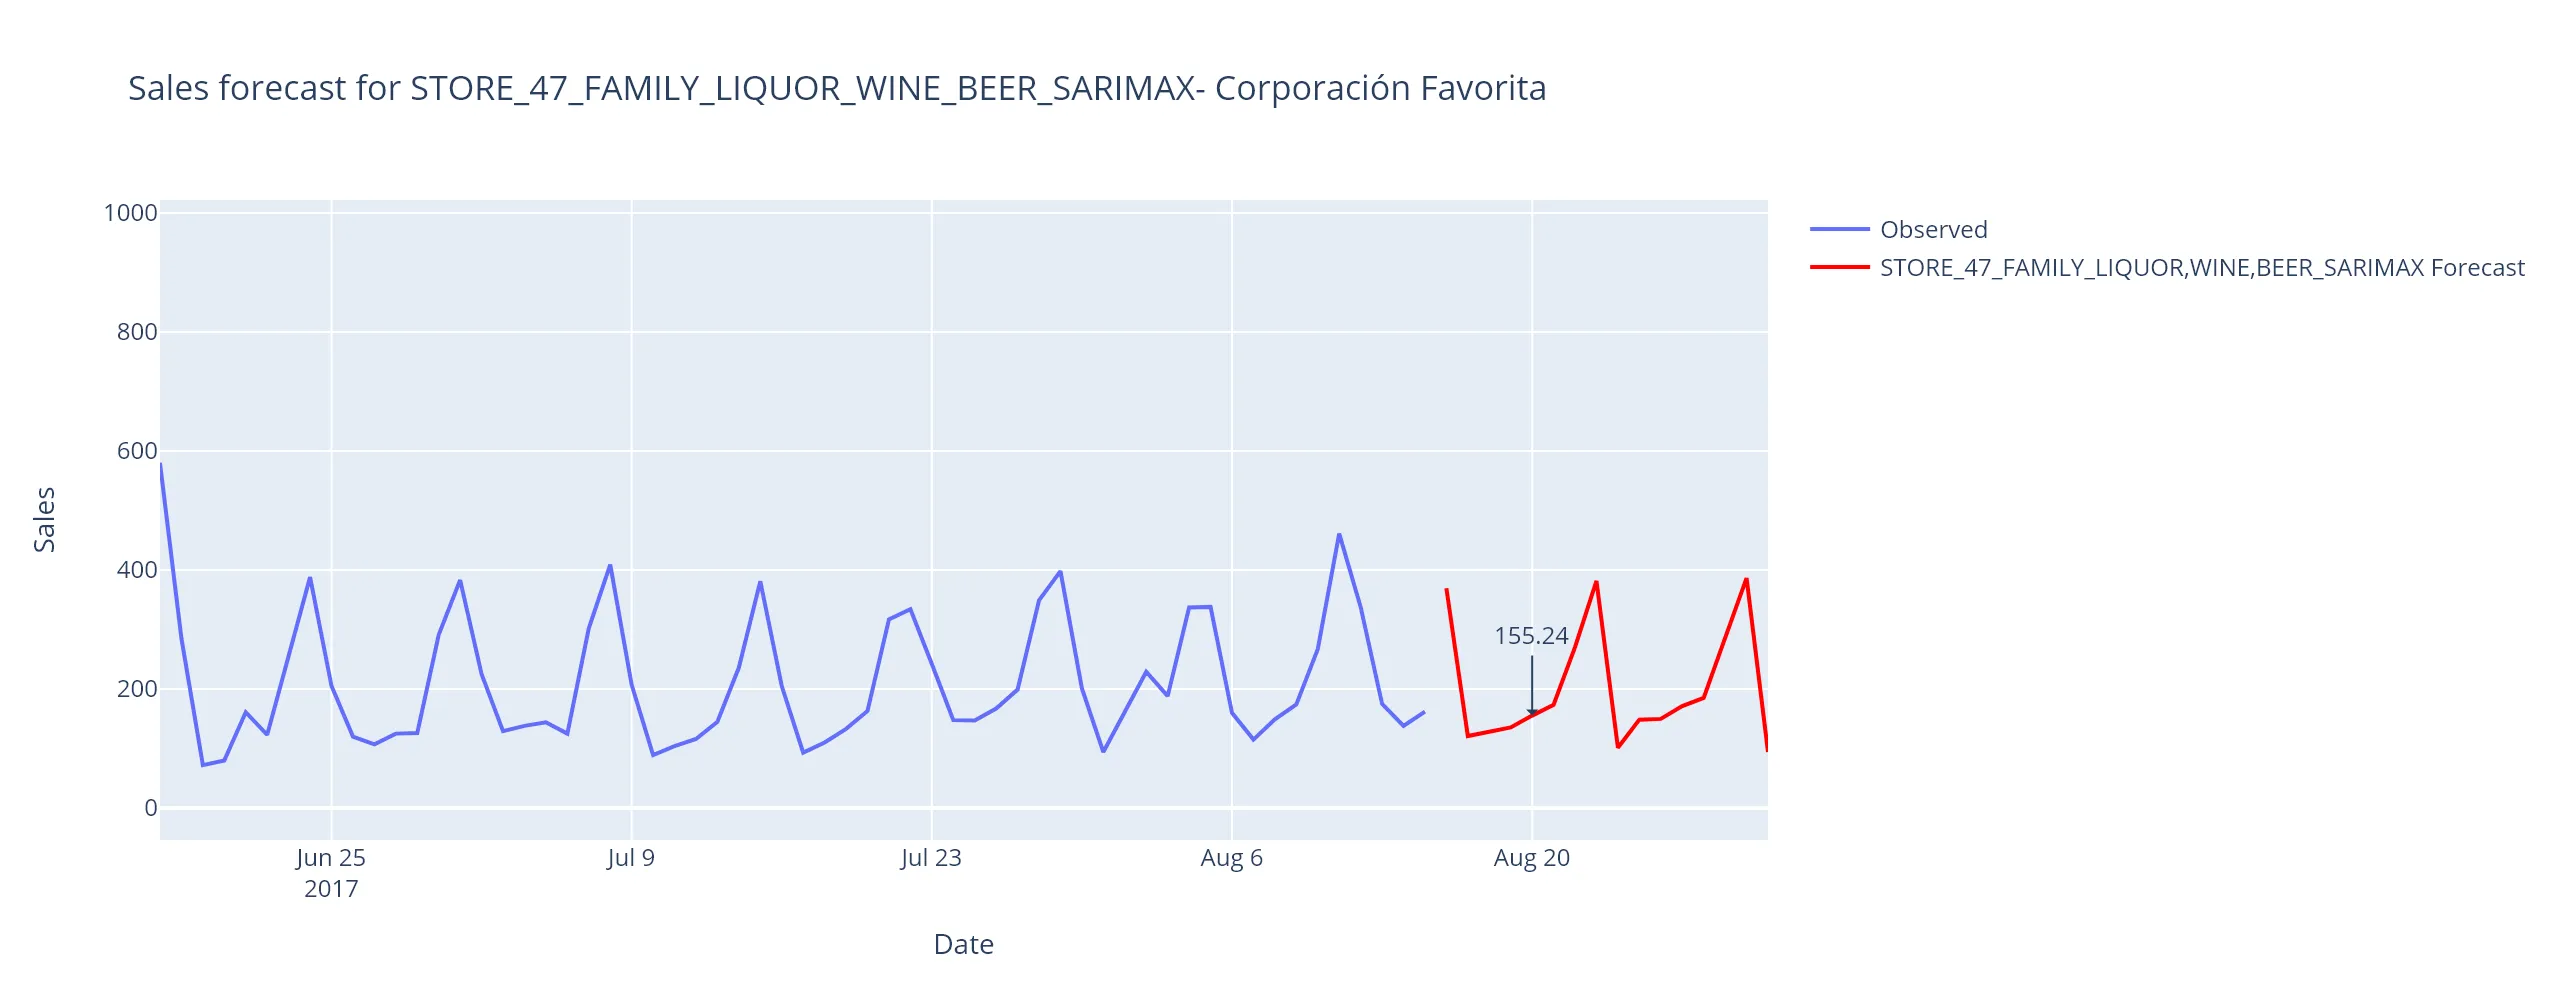 Sales forecast for STORE_47_FAMILY_LIQUOR_WINE_BEER_SARIMAX- Corporación Favorita
1000
800
600
400
200
0
Sales
155.24
Jun 25
2017
Jul 9
Jul 23
Aug 6
Aug 20
Date
Observed
STORE_47_FAMILY_LIQUOR,WINE,BEER_SARIMAX Forecast